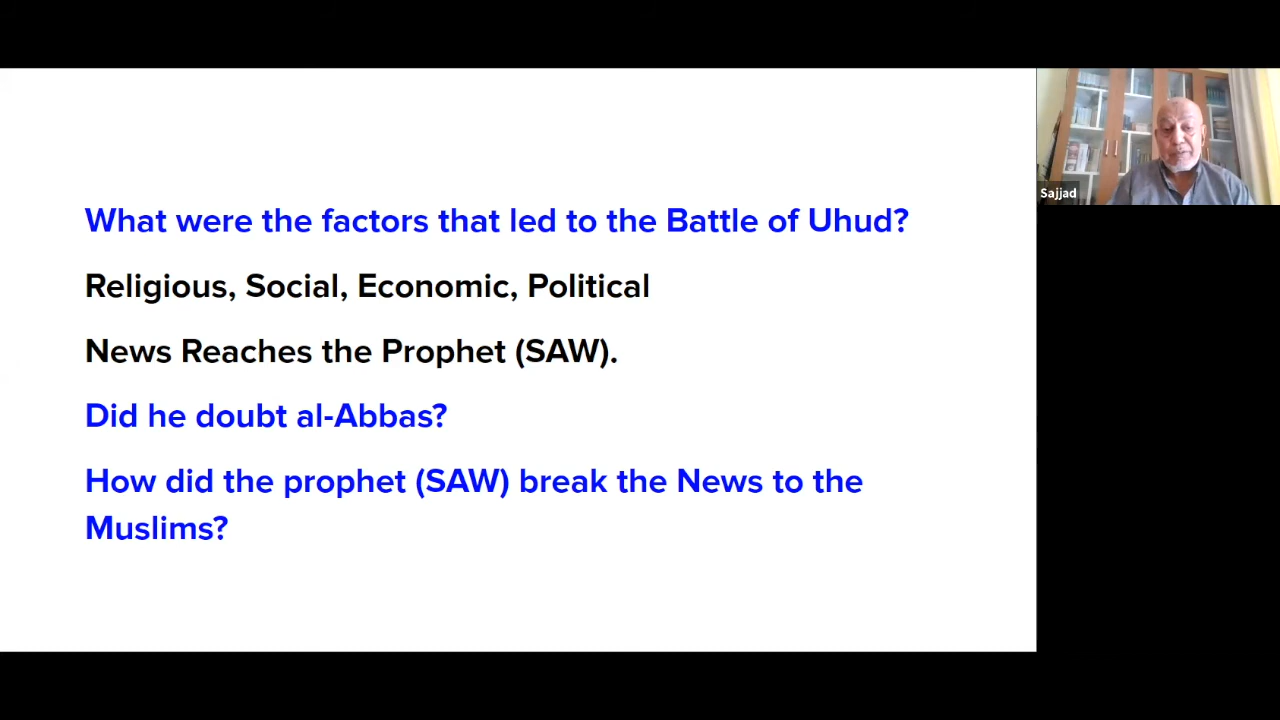 What were the factors that led to the Battle of Uhud?
Religious, Social, Economic, Political
News Reaches the Prophet (SAW).
Did he doubt al-Abbas?
How did the prophet (SAW) break the News to the
Muslims?
Sajjad